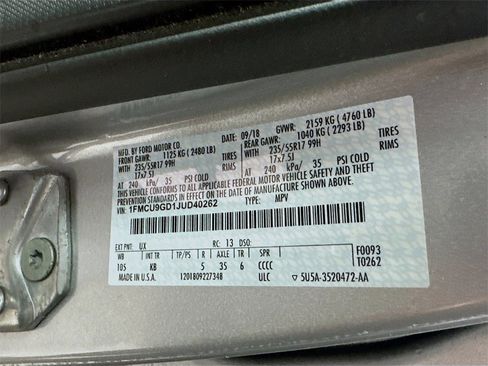 MFD. BY FORD MOTOR CO.
DATE: 09/18 GVWR: 2159 KG ( 4760 LB)
FRONT GAWR: 1125 KG ( 2480 LB) REAR GAWR: 1040 KG ( 2293 LB)
WITH 235/55R17 99H TIRES WITH 235/55R17 99H TIRES
17x7.5J RIMS 17x7.5J RIMS
AT 240 kPa/ 35 PSI COLD AT 240 kPa/ 35 PSI COLD
THIS VEHICLE CONFORMS TO ALL APPLICABLE FEDERAL MOTOR VEHICLE SAFETY AND THEFT
PREVENTION STANDARDS IN EFFECT ON THE DATE OF MANUFACTURE SHOWN ABOVE.
VIN: 1FMCU9GD1JUD40262 TYPE: MPV
EXT PNT: UX RC: 13 DSO:
WB INT TR TP/PS R AXLE TR SPR
105 KB 5 35 6 CCCC
F0093
T0262
MADE IN U.S.A. 1201809227348 ULC 5U5A-3520472-AA